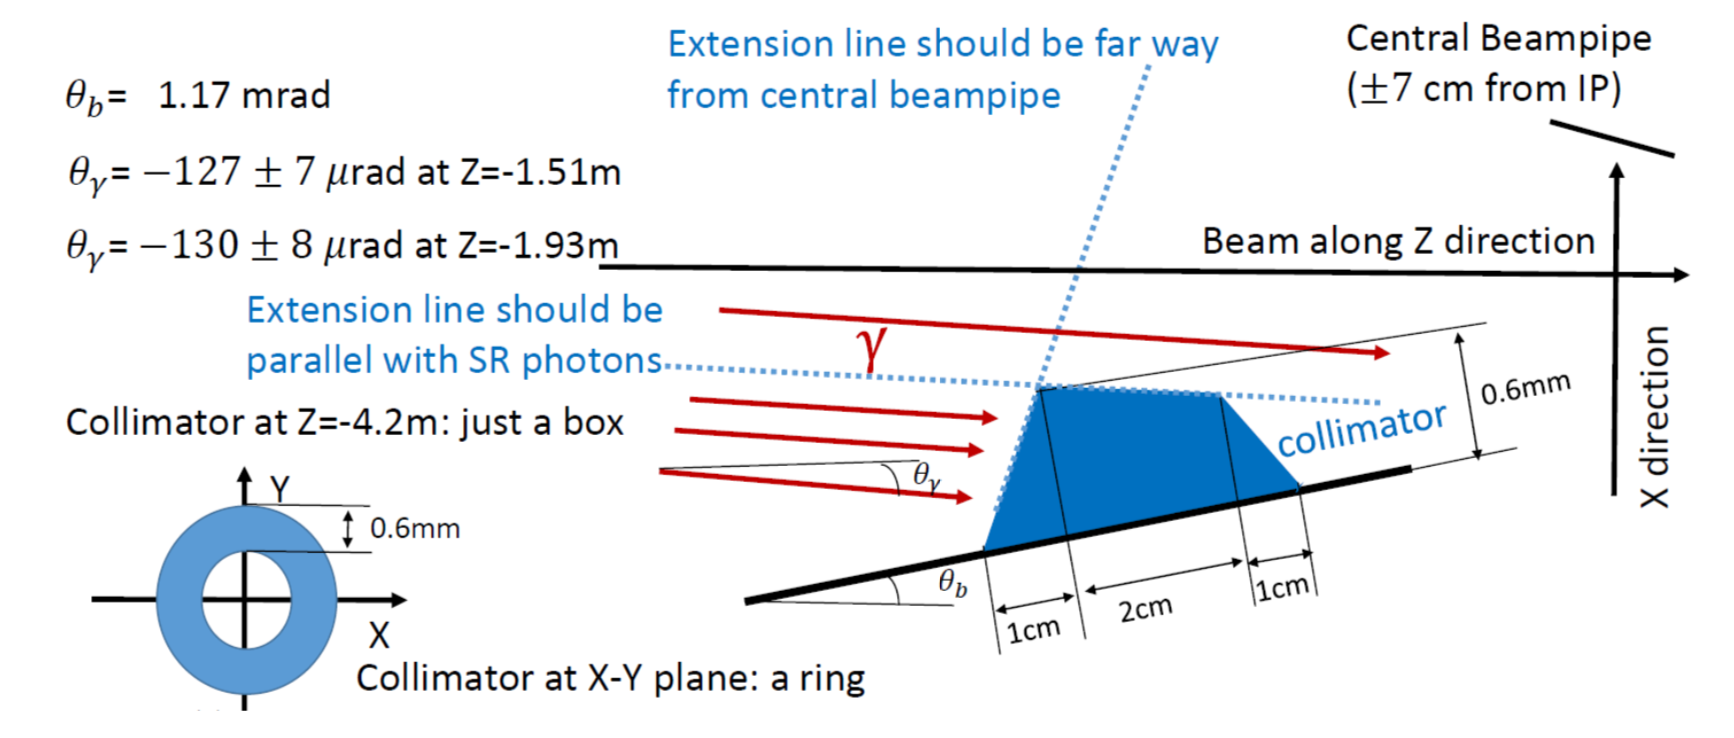 Extension line should be far way
from central beampipe
Central Beampipe
(±7 cm from IP)
θb= 1.17 mrad
θγ= −127 ± 7 μrad at Z=-1.51m
θγ= −130 ± 8 μrad at Z=-1.93m
Beam along Z direction
Extension line should be
parallel with SR photons
γ
X direction
0.6mm
collimator
Collimator at Z=-4.2m: just a box
θγ
Y
0.6mm
θb
1cm
2cm
1cm
X
Collimator at X-Y plane: a ring